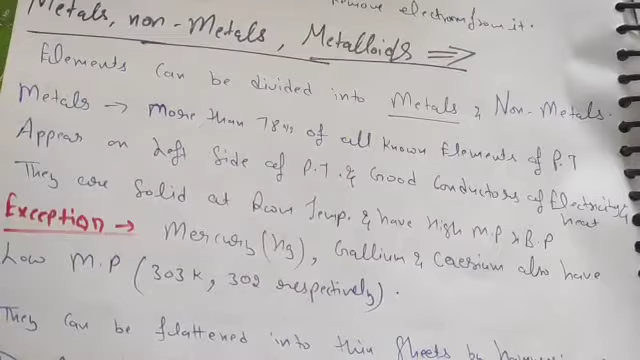 remove electron from it.
Metals, non-Metals, Metalloids ⇒
Elements can be divided into Metals & Non-Metals.
Metals → More than 78% of all known Elements of P.T
Appear on Left Side of P.T. & Good Conductors of Electricity &
heat
They are Solid at Room Temp. & have high M.P & B.P
Exception → Mercury (Hg), Gallium & Caesium also have
Low M.P (303K, 302 respectively).
They can be flattened into thin Sheets by